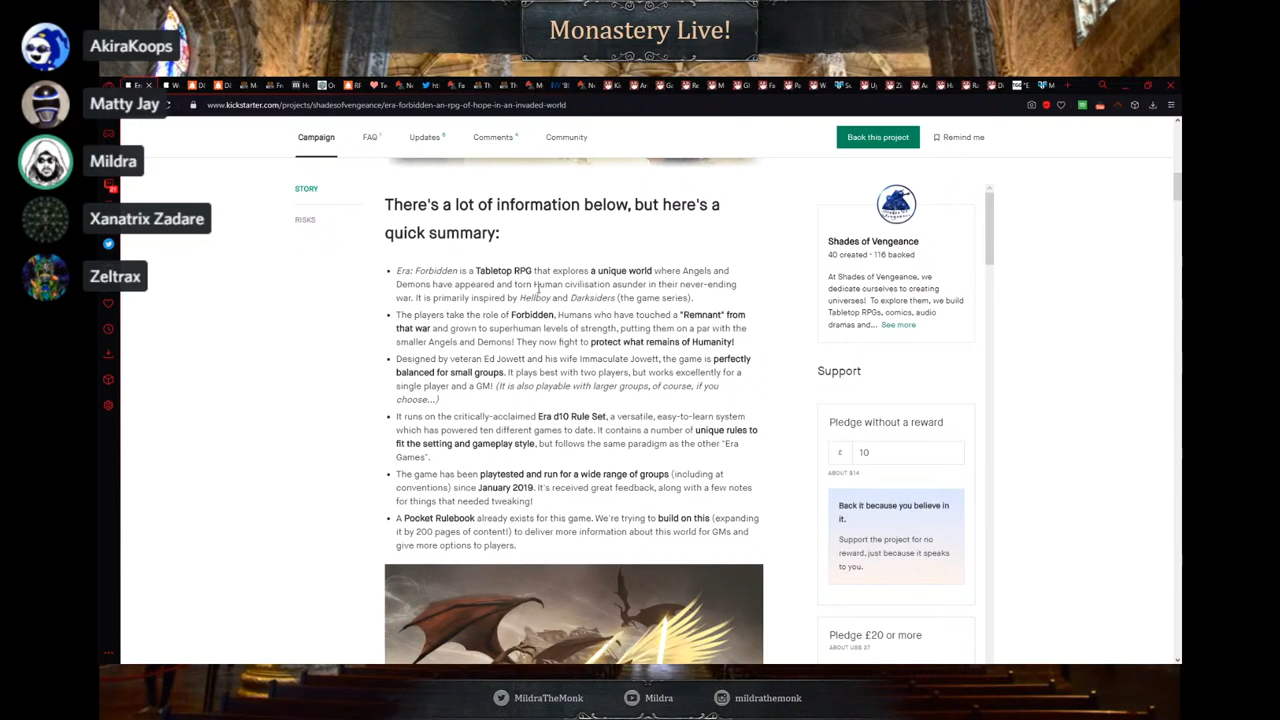 Monastery Live!
AkiraKoops
Matty Jay
Mildra
Xanatrix Zadare
Zeltrax
www.kickstarter.com/projects/shadesofvengeance/era-forbidden-an-rpg-of-hope-in-an-invaded-world
Campaign
FAQ 1
Updates 5
Comments 4
Community
Back this project
Remind me
STORY
RISKS
There's a lot of information below, but here's a
quick summary:
Era: Forbidden is a Tabletop RPG that explores a unique world where Angels and
Demons have appeared and torn Human civilisation asunder in their never-ending
war. It is primarily inspired by Hellboy and Darksiders (the game series).
The players take the role of Forbidden, Humans who have touched a "Remnant" from
that war and grown to superhuman levels of strength, putting them on a par with the
smaller Angels and Demons! They now fight to protect what remains of Humanity!
Designed by veteran Ed Jowett and his wife Immaculate Jowett, the game is perfectly
balanced for small groups. It plays best with two players, but works excellently for a
single player and a GM! (It is also playable with larger groups, of course, if you
choose...)
It runs on the critically-acclaimed Era d10 Rule Set, a versatile, easy-to-learn system
which has powered ten different games to date. It contains a number of unique rules to
fit the setting and gameplay style, but follows the same paradigm as the other "Era
Games".
The game has been playtested and run for a wide range of groups (including at
conventions) since January 2019. It's received great feedback, along with a few notes
for things that needed tweaking!
A Pocket Rulebook already exists for this game. We're trying to build on this (expanding
it by 200 pages of content!) to deliver more information about this world for GMs and
give more options to players.
Shades of Vengeance
40 created · 116 backed
At Shades of Vengeance, we
dedicate ourselves to creating
universes! To explore them, we build
Tabletop RPGs, comics, audio
dramas and... See more
Support
Pledge without a reward
£ 10
ABOUT $14
Back it because you believe in
it.
Support the project for no
reward, just because it speaks
to you.
Pledge £20 or more
ABOUT US$ 27
MildraTheMonk
Mildra
mildrathemonk